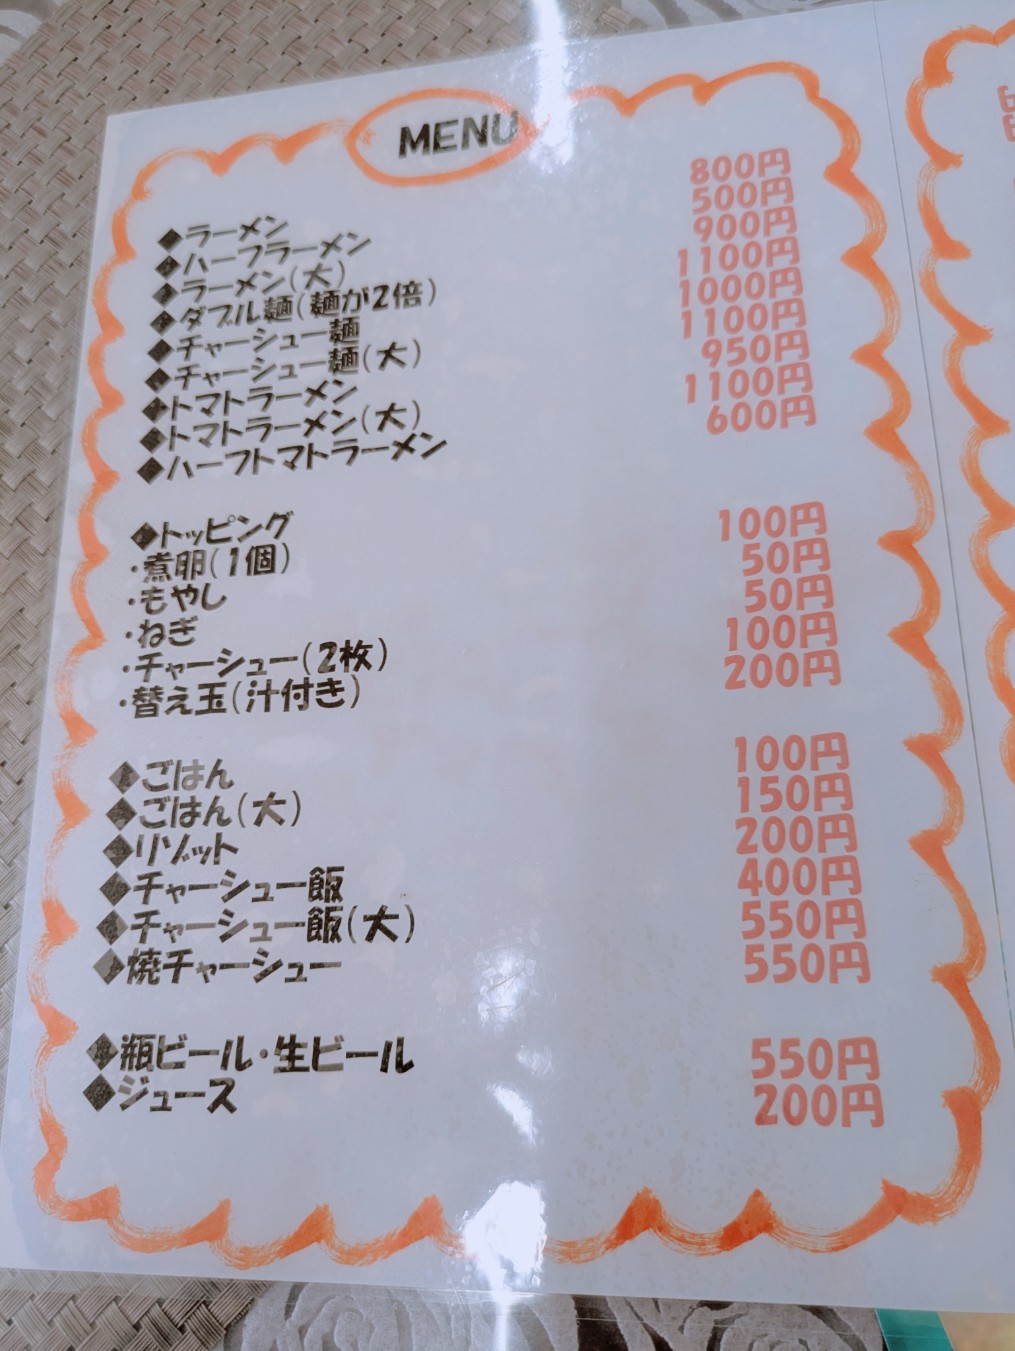 MENU
◆ラーメン 800円
◆ハーフラーメン 500円
◆ラーメン(大) 900円
◆ダブル麺(麺が2倍) 1100円
◆チャーシュー麺 1000円
◆チャーシュー麺(大) 1100円
◆トマトラーメン 950円
◆トマトラーメン(大) 1100円
◆ハーフトマトラーメン 600円
◆トッピング
・煮卵(1個) 100円
・もやし 50円
・ねぎ 50円
・チャーシュー(2枚) 100円
・替え玉(汁付き) 200円
◆ごはん 100円
◆ごはん(大) 150円
◆リゾット 200円
◆チャーシュー飯 400円
◆チャーシュー飯(大) 550円
◆焼チャーシュー 550円
◆瓶ビール・生ビール 550円
◆ジュース 200円